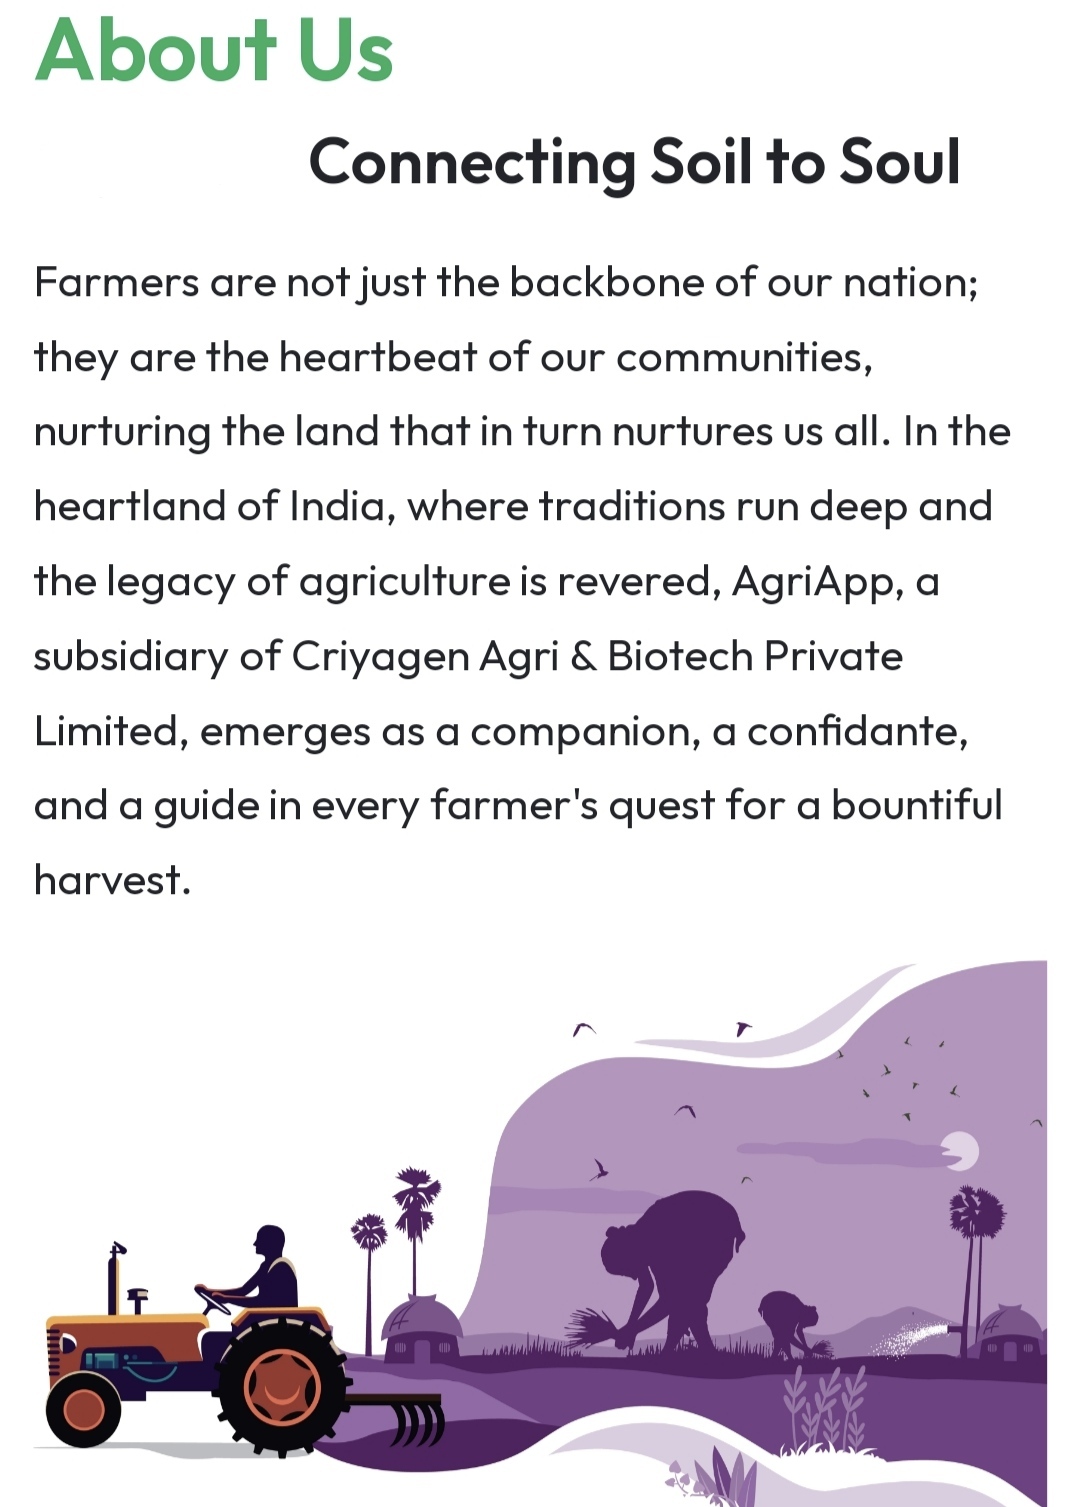 About Us
Connecting Soil to Soul
Farmers are not just the backbone of our nation;
they are the heartbeat of our communities,
nurturing the land that in turn nurtures us all. In the
heartland of India, where traditions run deep and
the legacy of agriculture is revered, AgriApp, a
subsidiary of Criyagen Agri & Biotech Private
Limited, emerges as a companion, a confidante,
and a guide in every farmer's quest for a bountiful
harvest.